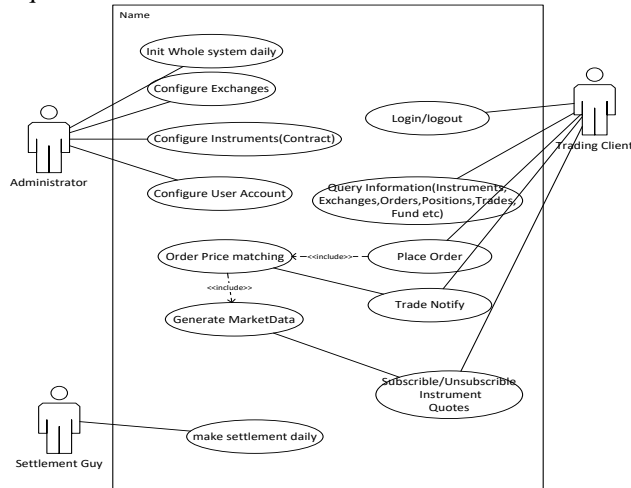 Name
Init Whole system daily
Configure Exchanges
Login/logout
Configure Instruments(Contract)
Trading Client
Administrator
Configure User Account
Query Information(Instruments,
Exchanges,Orders,Positions,Trades,
Fund etc)
Order Price matching
<<include>>
Place Order
<<include>>
Trade Notify
Generate MarketData
Subscrible/Unsubscrible
Instrument
Quotes
make settlement daily
Settlement Guy